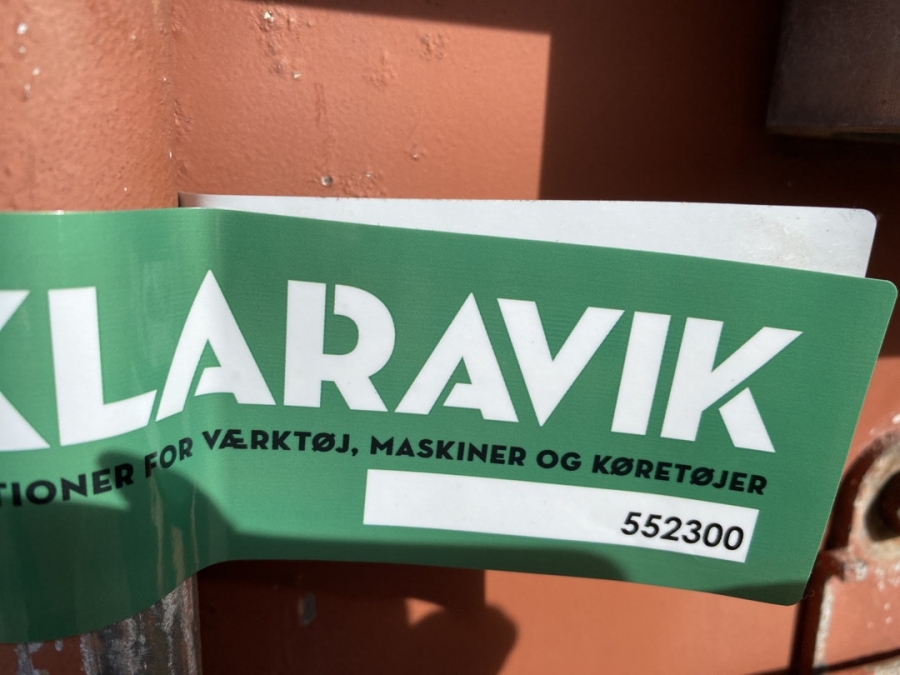 KLARAVIK
TIONER FOR VÆRKTØJ, MASKINER OG KØRETØJER
552300